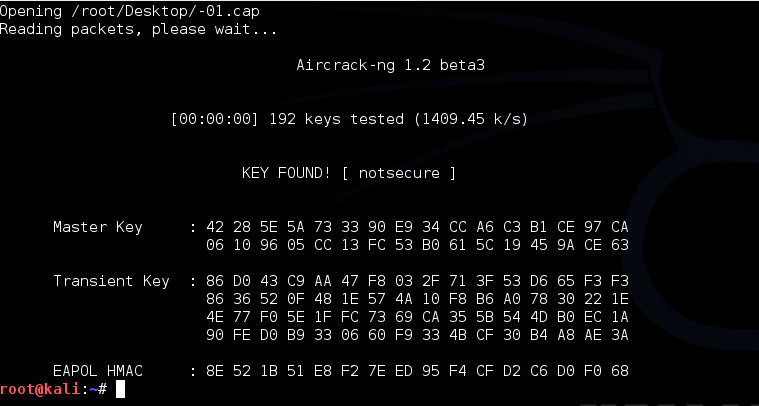 Opening /root/Desktop/-01.cap
Reading packets, please wait...
Aircrack-ng 1.2 beta3
[00:00:00] 192 keys tested (1409.45 k/s)
KEY FOUND! [ notsecure ]
Master Key : 42 28 5E 5A 73 33 90 E9 34 CC A6 C3 B1 CE 97 CA
06 10 96 05 CC 13 FC 53 B0 61 5C 19 45 9A CE 63
Transient Key : 86 D0 43 C9 AA 47 F8 03 2F 71 3F 53 D6 65 F3 F3
86 36 52 0F 48 1E 57 4A 10 F8 B6 A0 78 30 22 1E
4E 77 F0 5E 1F FC 73 69 CA 35 5B 54 4D B0 EC 1A
90 FE D0 B9 33 06 60 F9 33 4B CF 30 B4 A8 AE 3A
EAPOL HMAC : 8E 52 1B 51 E8 F2 7E ED 95 F4 CF D2 C6 D0 F0 68
root@kali:~#